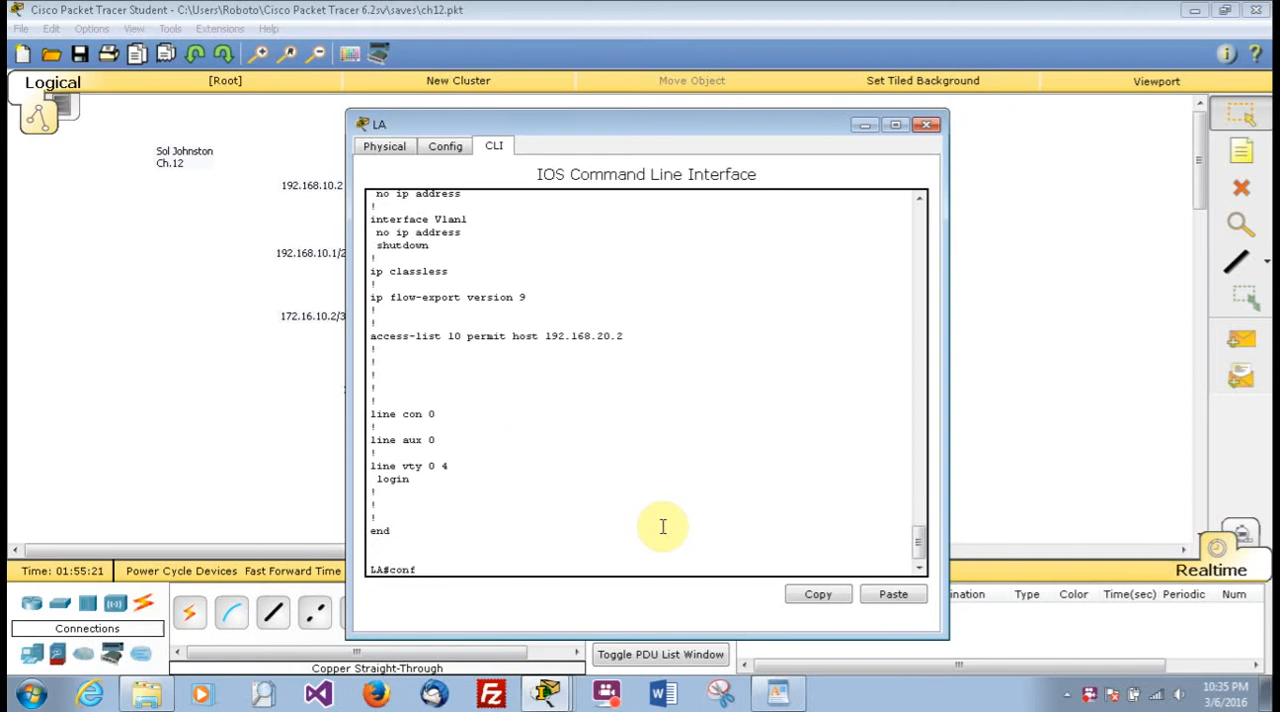 Cisco Packet Tracer Student - C:\Users\Roboto\Cisco Packet Tracer 6.2sv\saves\ch12.pkt
File Edit Options View Tools Extensions Help
Logical [Root] New Cluster Move Object Set Tiled Background Viewport
Sol Johnston
Ch.12
192.168.10.2
192.168.10.1/2
172.16.10.2/3
LA
Physical Config CLI
IOS Command Line Interface
no ip address
!
interface Vlan1
no ip address
shutdown
!
ip classless
!
ip flow-export version 9
!
!
access-list 10 permit host 192.168.20.2
!
!
!
!
!
line con 0
!
line aux 0
!
line vty 0 4
login
!
!
!
end
LA#conf
Copy Paste
Time: 01:55:21 Power Cycle Devices Fast Forward Time
Realtime
ination Type Color Time(sec) Periodic Num
Connections
Copper Straight-Through
Toggle PDU List Window
10:35 PM
3/6/2016